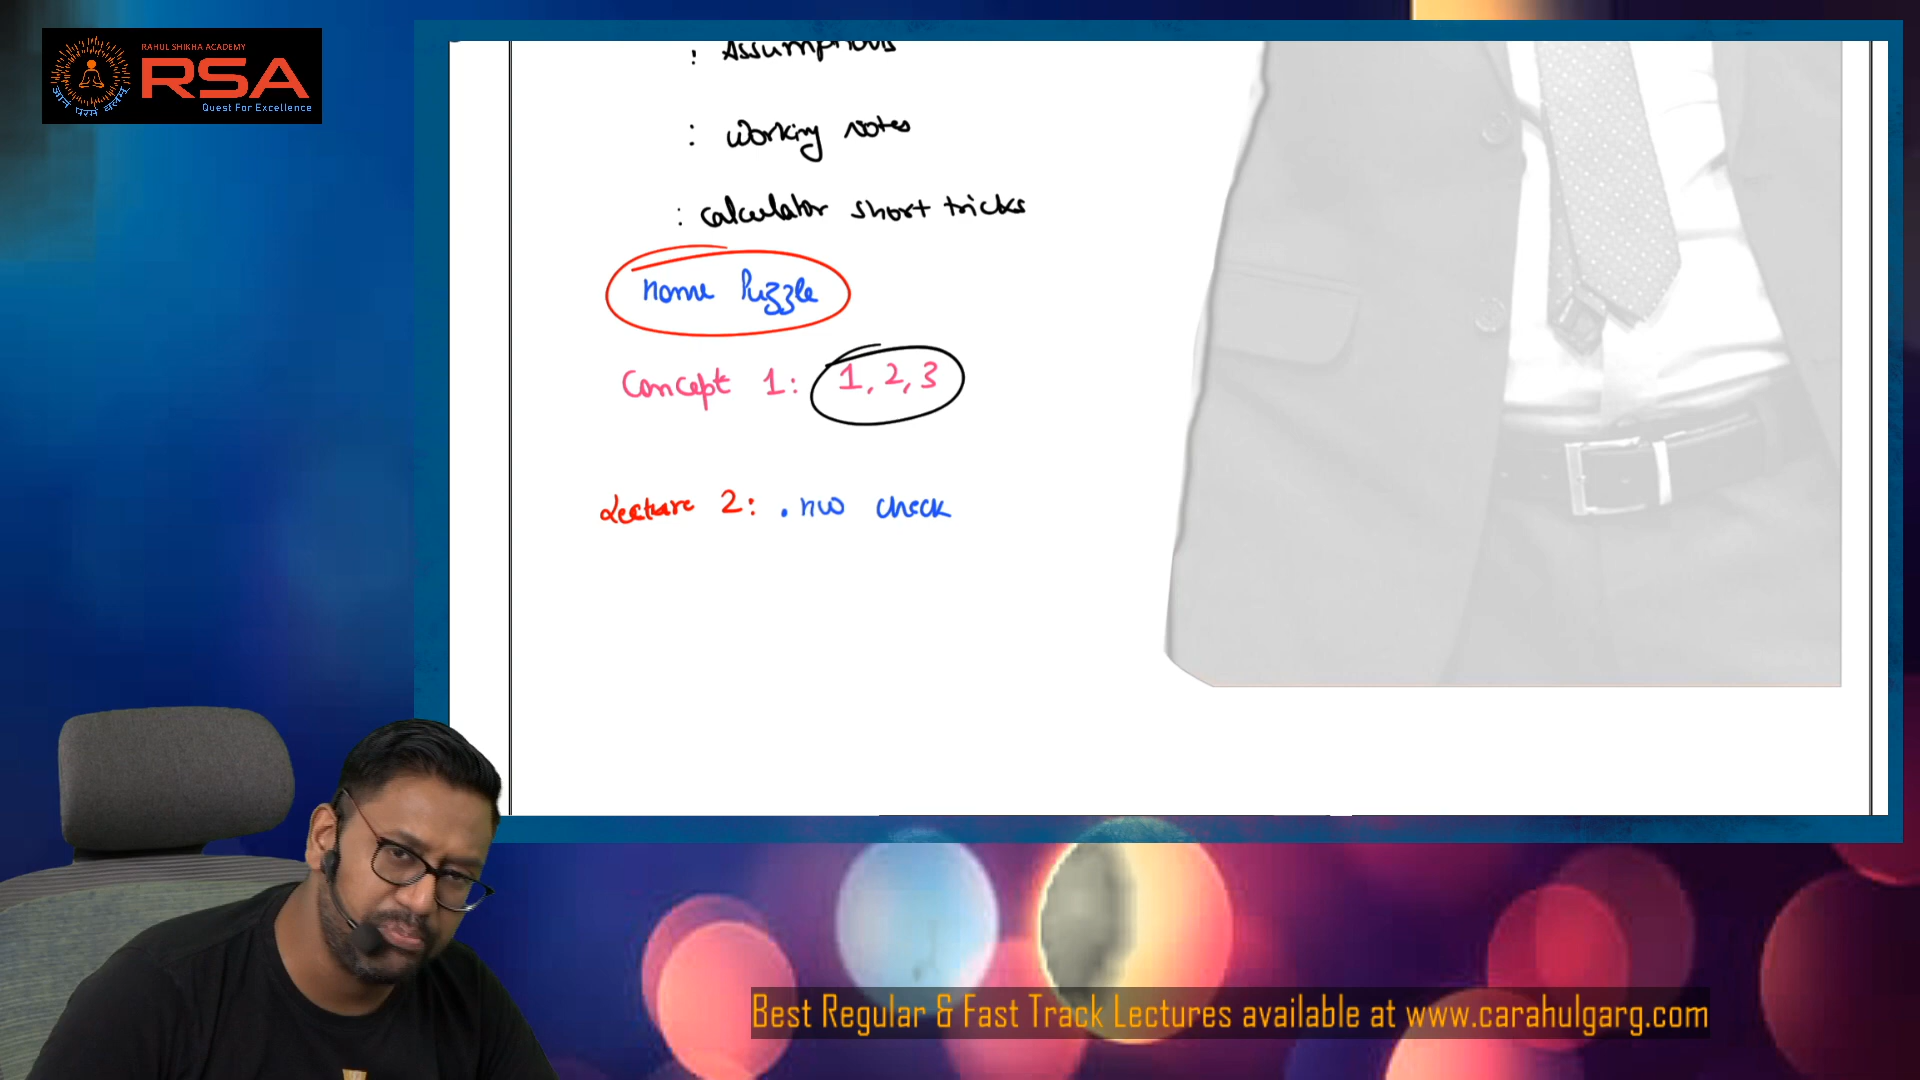 RAHUL SHIKHA ACADEMY
RSA
Quest For Excellence
: Assumptions
: Working Notes
: Calculator short tricks
Home Puzzle
Concept 1: 1, 2, 3
Lecture 2: . HW check
Best Regular & Fast Track Lectures available at www.carahulgarg.com